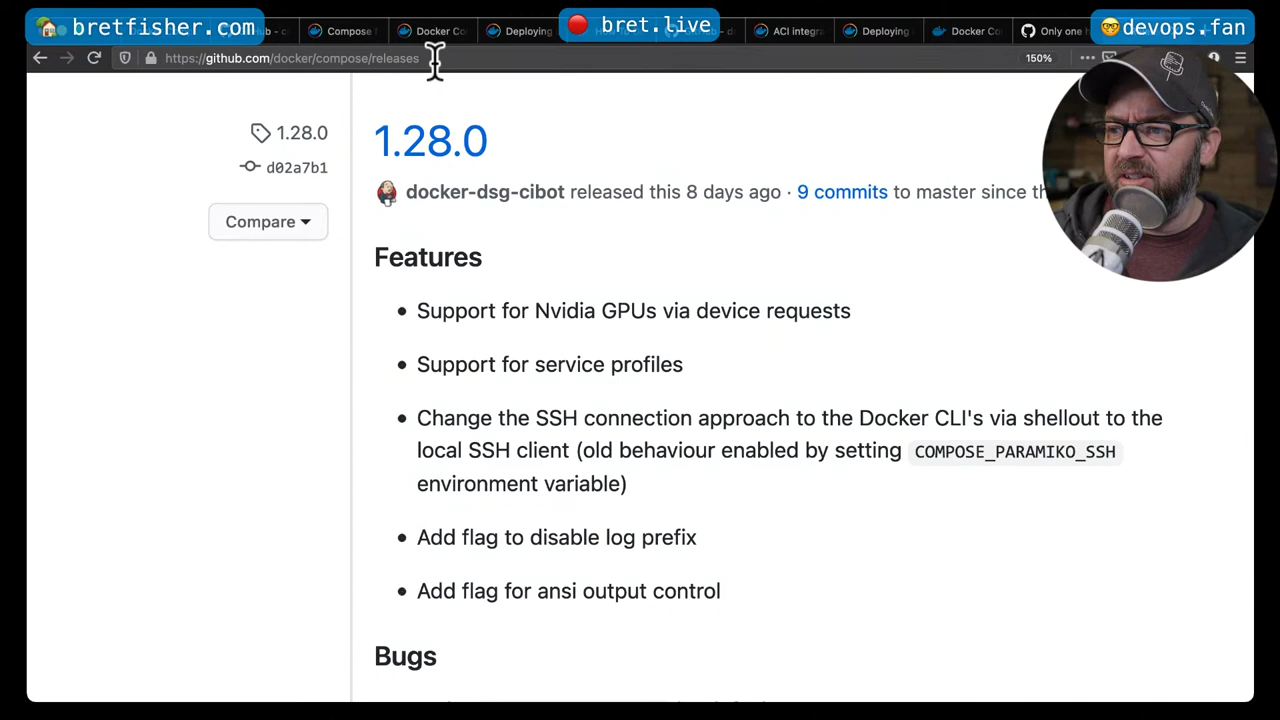 bretfisher.com
bret.live
devops.fan
Compose
Docker Co
Deploying
ACI integr
Deploying
Docker Co
Only one
https://github.com/docker/compose/releases
150%
1.28.0
d02a7b1
Compare
1.28.0
docker-dsg-cibot released this 8 days ago · 9 commits to master since th
Features
Support for Nvidia GPUs via device requests
Support for service profiles
Change the SSH connection approach to the Docker CLI's via shellout to the
local SSH client (old behaviour enabled by setting COMPOSE_PARAMIKO_SSH
environment variable)
Add flag to disable log prefix
Add flag for ansi output control
Bugs